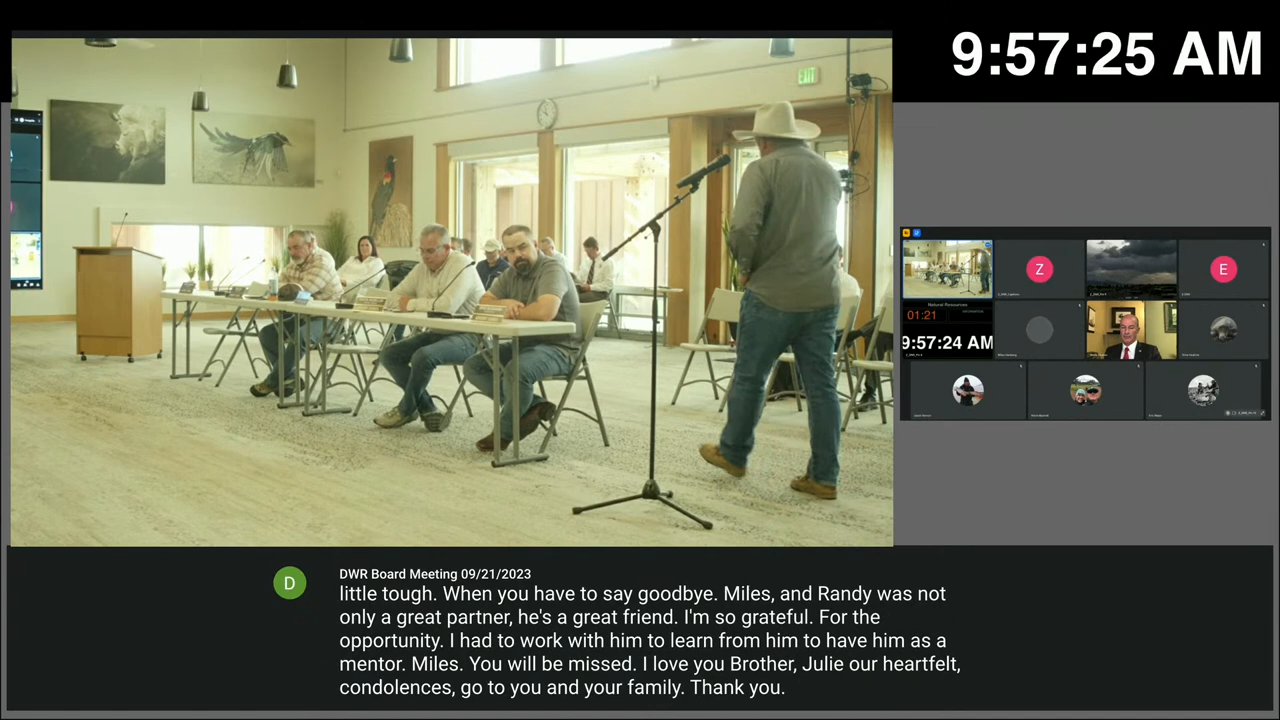 9:57:25 AM
EXIT
Z
E
Natural Resources
01:21
9:57:24 AM
D
DWR Board Meeting 09/21/2023
little tough. When you have to say goodbye. Miles, and Randy was not
only a great partner, he's a great friend. I'm so grateful. For the
opportunity. I had to work with him to learn from him to have him as a
mentor. Miles. You will be missed. I love you Brother, Julie our heartfelt,
condolences, go to you and your family. Thank you.